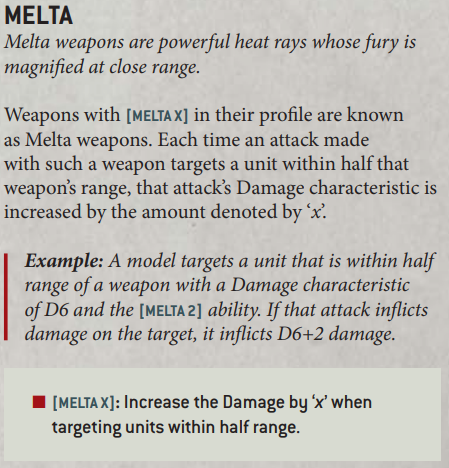 MELTA
Melta weapons are powerful heat rays whose fury is
magnified at close range.
Weapons with [MELTA X] in their profile are known
as Melta weapons. Each time an attack made
with such a weapon targets a unit within half that
weapon's range, that attack's Damage characteristic is
increased by the amount denoted by ‘x’.
Example: A model targets a unit that is within half
range of a weapon with a Damage characteristic
of D6 and the [MELTA 2] ability. If that attack inflicts
damage on the target, it inflicts D6+2 damage.
■ [MELTA X]: Increase the Damage by ‘x’ when
targeting units within half range.